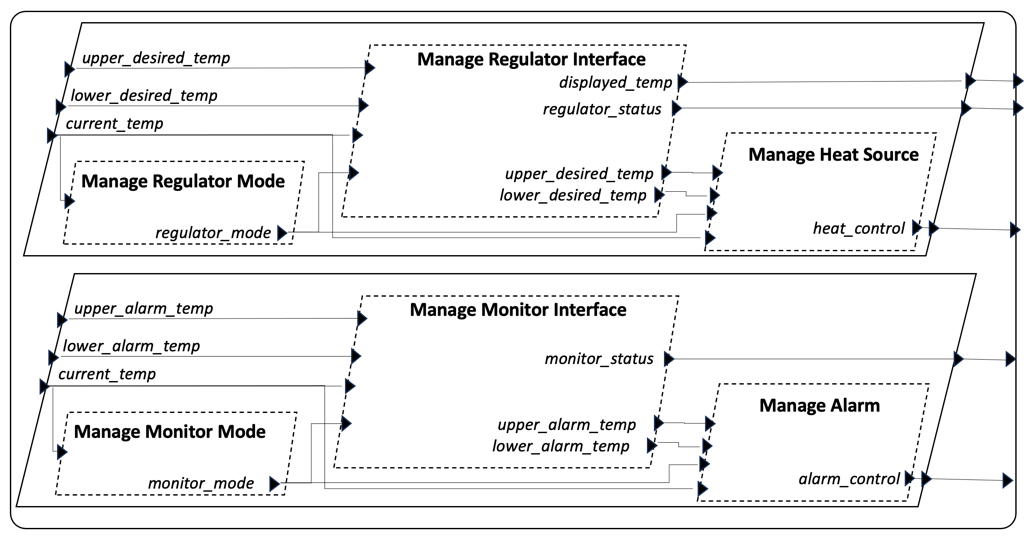 upper_desired_temp
Manage Regulator Interface
displayed_temp
lower_desired_temp
regulator_status
current_temp
Manage Heat Source
Manage Regulator Mode
upper_desired_temp
lower_desired_temp
regulator_mode
heat_control
upper_alarm_temp
Manage Monitor Interface
lower_alarm_temp
monitor_status
current_temp
Manage Alarm
Manage Monitor Mode
upper_alarm_temp
lower_alarm_temp
monitor_mode
alarm_control